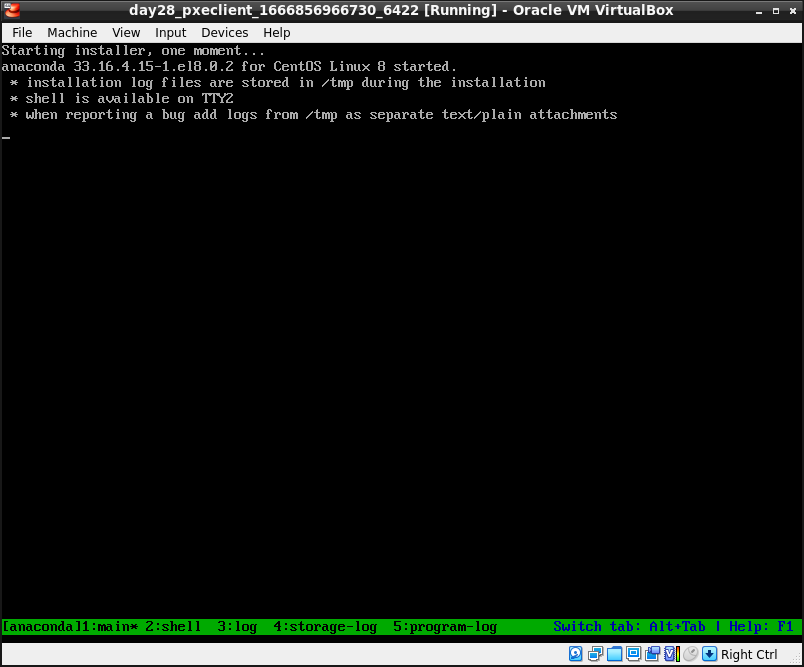 day28_pxeclient_1666856966730_6422 [Running] - Oracle VM VirtualBox
File Machine View Input Devices Help
Starting installer, one moment...
anaconda 33.16.4.15-1.el8.0.2 for CentOS Linux 8 started.
* installation log files are stored in /tmp during the installation
* shell is available on TTY2
* when reporting a bug add logs from /tmp as separate text/plain attachments
[anaconda]1:main* 2:shell 3:log 4:storage-log 5:program-log Switch tab: Alt+Tab | Help: F1
Right Ctrl